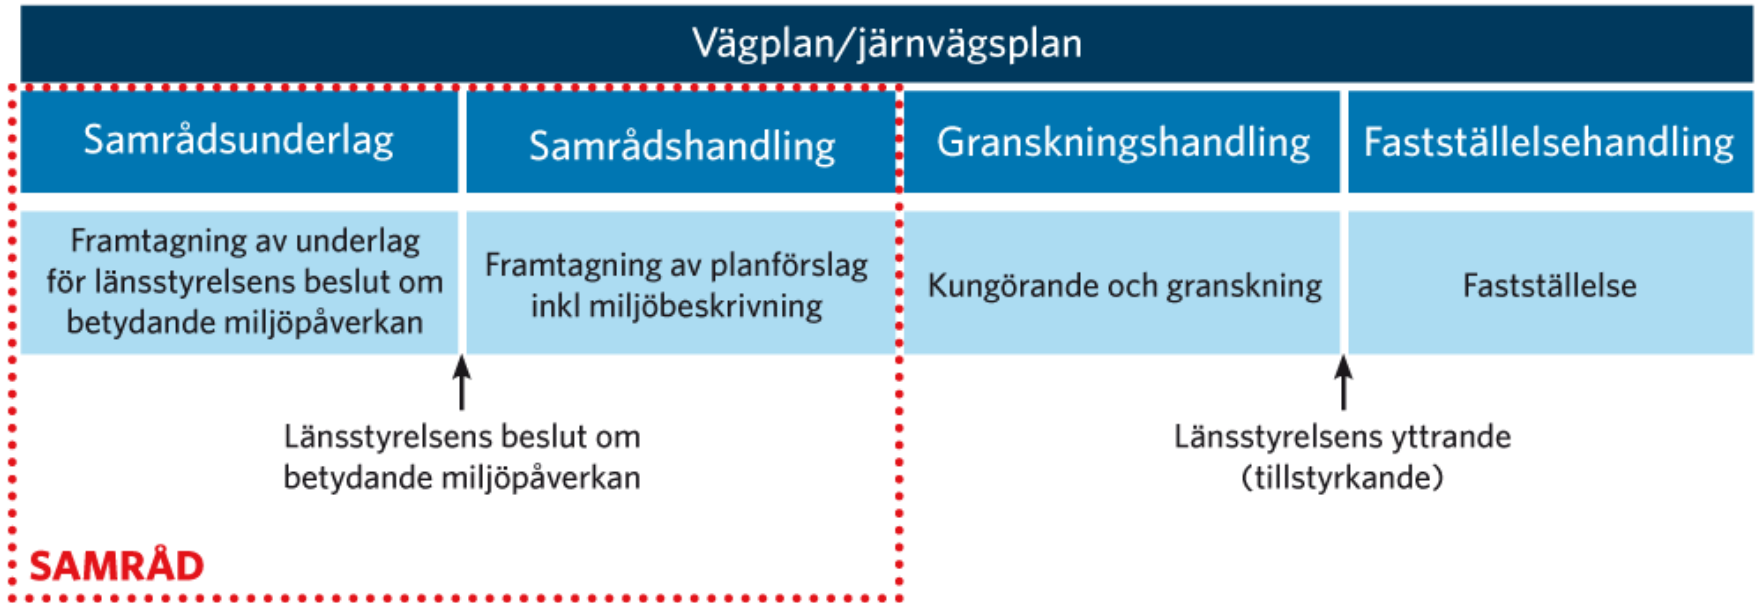 Vägplan/järnvägsplan
Samrådsunderlag
Samrådshandling
Granskningshandling
Fastställelsehandling
Framtagning av underlag
för länsstyrelsens beslut om
betydande miljöpåverkan
Framtagning av planförslag
inkl miljöbeskrivning
Kungörande och granskning
Fastställelse
Länsstyrelsens beslut om
betydande miljöpåverkan
Länsstyrelsens yttrande
(tillstyrkande)
SAMRÅD